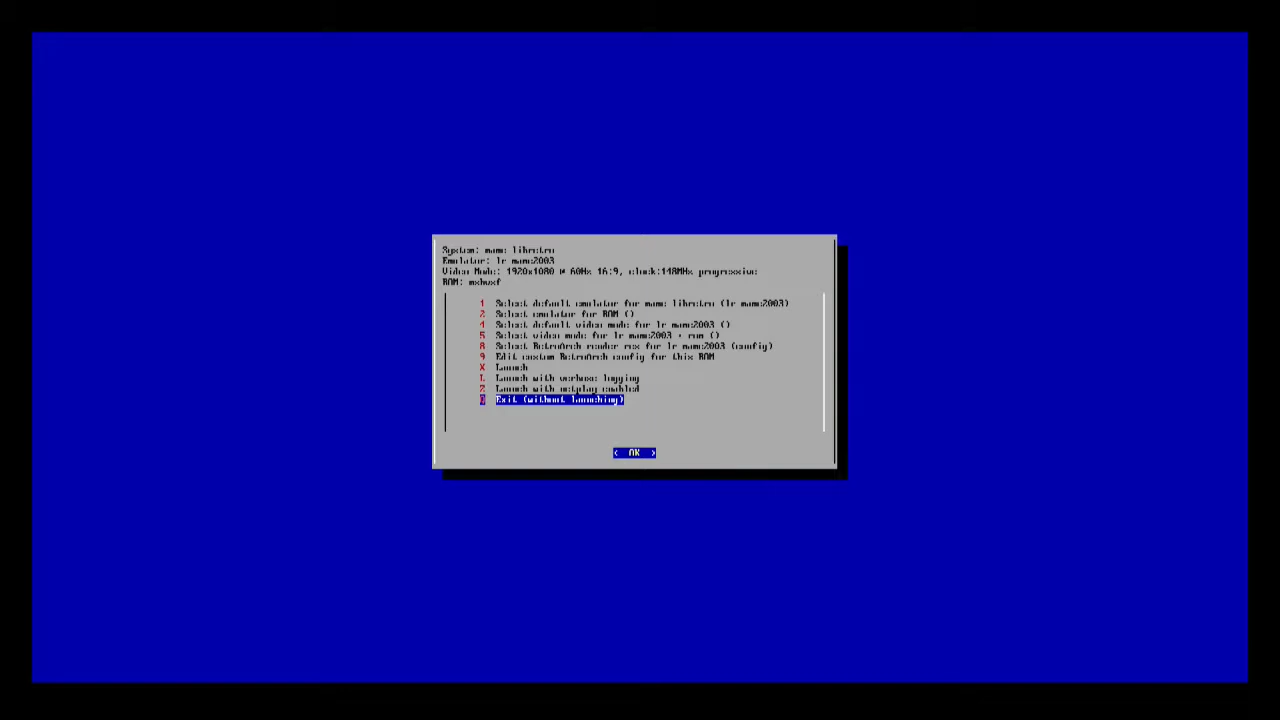 System: mame-libretro
Emulator: lr-mame2003
Video Mode: 1920x1080 @ 60Hz 16:9, clock:148MHz progressive
ROM:
1 Select default emulator for mame-libretro (lr-mame2003)
2 Select emulator for ROM ()
4 Select default video mode for lr-mame2003 ()
5 Select video mode for lr-mame2003 + rom ()
8 Select RetroArch render res for lr-mame2003 (config)
9 Edit custom RetroArch config for this ROM
X Launch
L Launch with verbose logging
Z Launch with netplay enabled
Q Exit (without launching)
< OK >